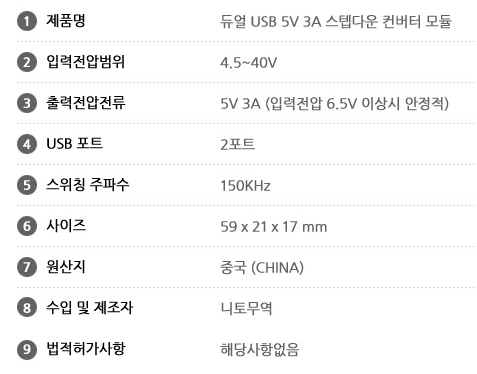 1 제품명 듀얼 USB 5V 3A 스텝다운 컨버터 모듈
2 입력전압범위 4.5~40V
3 출력전압전류 5V 3A (입력전압 6.5V 이상시 안정적)
4 USB 포트 2포트
5 스위칭 주파수 150KHz
6 사이즈 59 x 21 x 17 mm
7 원산지 중국 (CHINA)
8 수입 및 제조자 니토무역
9 법적허가사항 해당사항없음